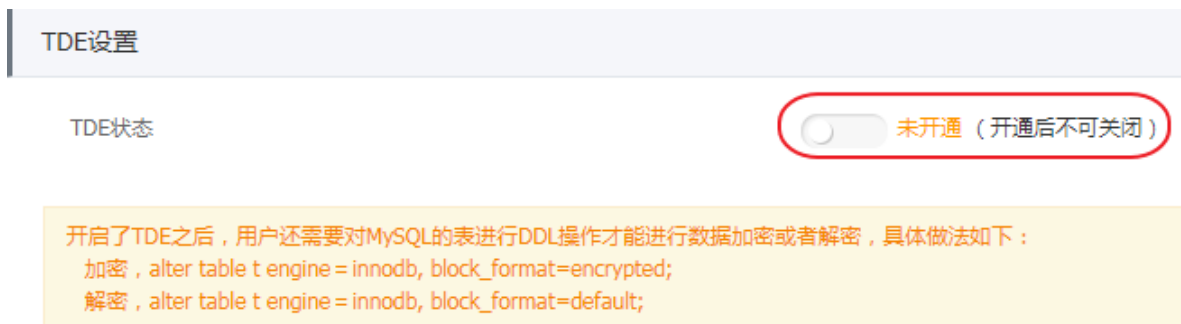 TDE设置
TDE状态
未开通（开通后不可关闭）
开启了TDE之后，用户还需要对MySQL的表进行DDL操作才能进行数据加密或者解密，具体做法如下：
加密，alter table t engine = innodb, block_format=encrypted;
解密，alter table t engine = innodb, block_format=default;